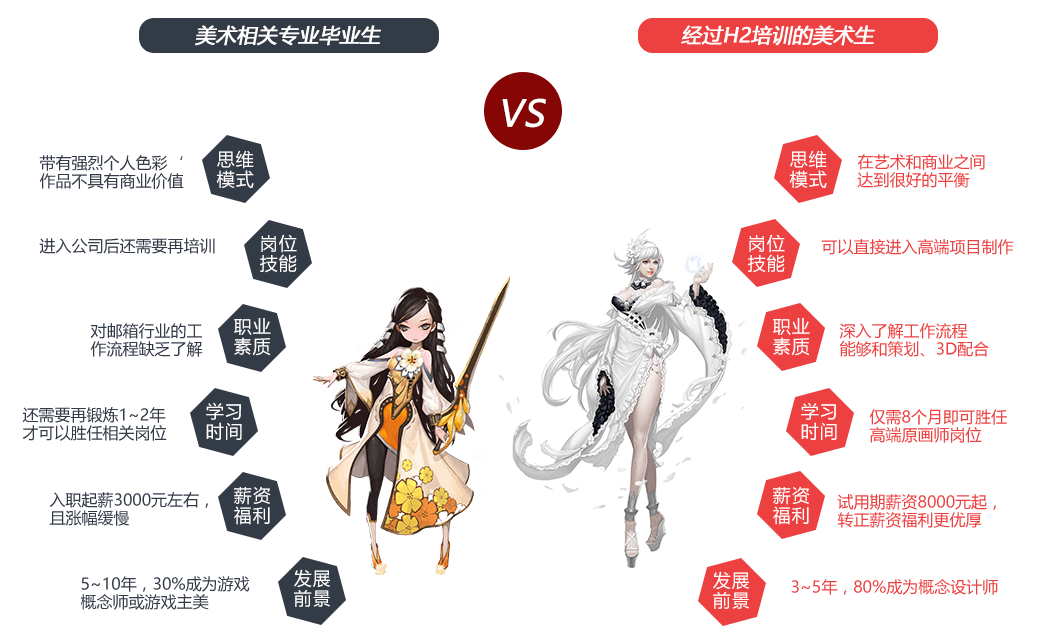 美术相关专业毕业生
经过H2培训的美术生
VS
带有强烈个人色彩‘
作品不具有商业价值
思维
模式
思维
模式
在艺术和商业之间
达到很好的平衡
进入公司后还需要再培训
岗位
技能
岗位
技能
可以直接进入高端项目制作
对邮箱行业的工
作流程缺乏了解
职业
素质
职业
素质
深入了解工作流程
能够和策划、3D配合
还需要再锻炼1~2年
才可以胜任相关岗位
学习
时间
学习
时间
仅需8个月即可胜任
高端原画师岗位
入职起薪3000元左右，
且涨幅缓慢
薪资
福利
薪资
福利
试用期薪资8000元起，
转正薪资福利更优厚
5~10年，30%成为游戏
概念师或游戏主美
发展
前景
发展
前景
3~5年，80%成为概念设计师